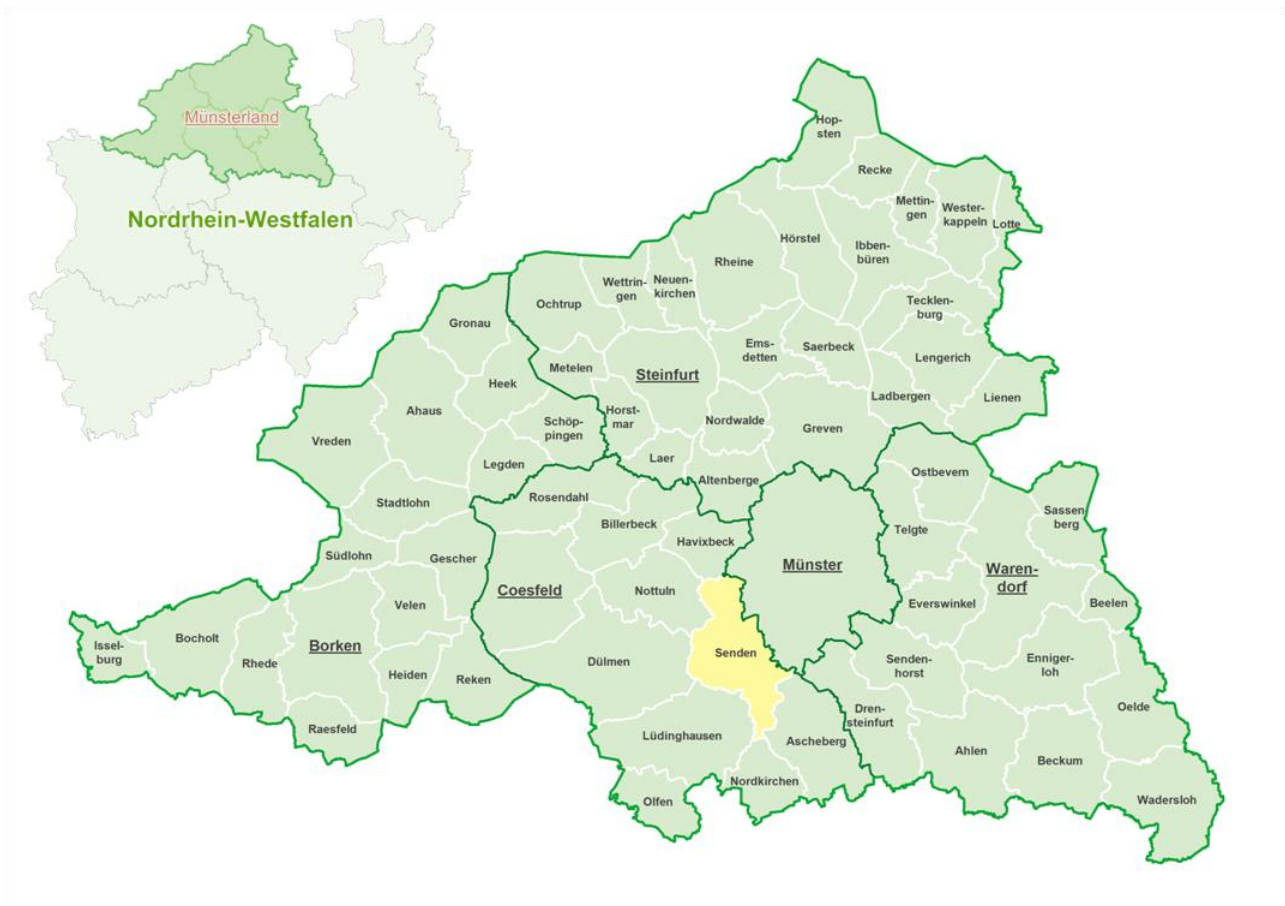 Münsterland
Nordrhein-Westfalen
Hop-
sten
Recke
Mettin-
gen
Wester-
kappeln
Lotte
Hörstel
Ibben-
büren
Rheine
Wettrin-
gen
Neuen-
kirchen
Ochtrup
Tecklen-
burg
Gronau
Ems-
detten
Saerbeck
Lengerich
Metelen
Steinfurt
Heek
Ladbergen
Lienen
Ahaus
Horst-
mar
Nordwalde
Greven
Schöp-
pingen
Vreden
Laer
Legden
Altenberge
Ostbevern
Stadtlohn
Rosendahl
Billerbeck
Sassen
berg
Telgte
Havixbeck
Südlohn
Gescher
Münster
Waren-
dorf
Coesfeld
Nottuln
Velen
Everswinkel
Beelen
Bocholt
Issel-
burg
Rhede
Borken
Heiden
Reken
Dülmen
Senden
Senden-
horst
Enniger-
loh
Oelde
Dren-
steinfurt
Raesfeld
Lüdinghausen
Ascheberg
Ahlen
Beckum
Nordkirchen
Olfen
Wadersloh